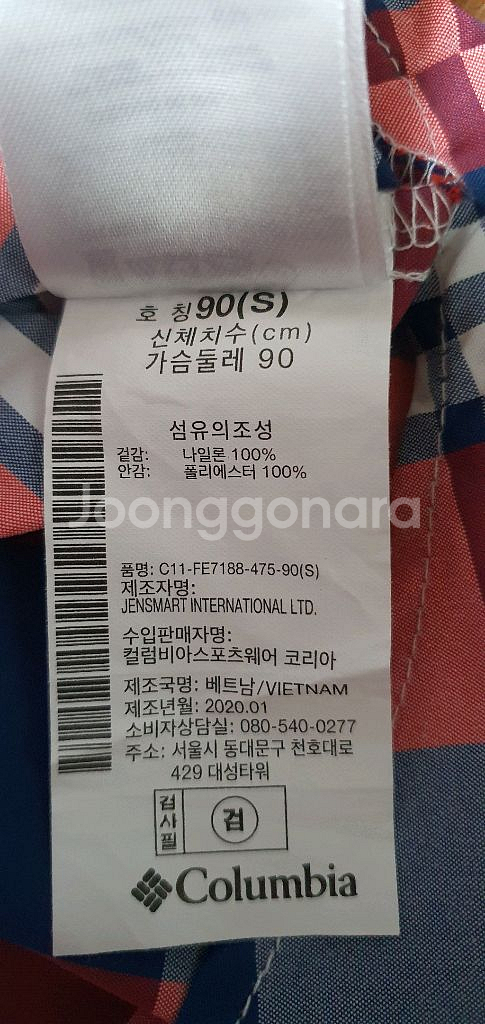 호 칭 90(S)
신체치수(cm)
가슴둘레 90
섬유의조성
겉감: 나일론 100%
안감: 폴리에스터 100%
Joonggonara
품명: C11-FE7188-475-90(S)
제조자명:
JENSMART INTERNATIONAL LTD.
수입판매자명:
컬럼비아스포츠웨어 코리아
제조국명: 베트남/VIETNAM
제조년월: 2020.01
소비자상담실: 080-540-0277
주소: 서울시 동대문구 천호대로
429 대성타워
검사필 검
Columbia